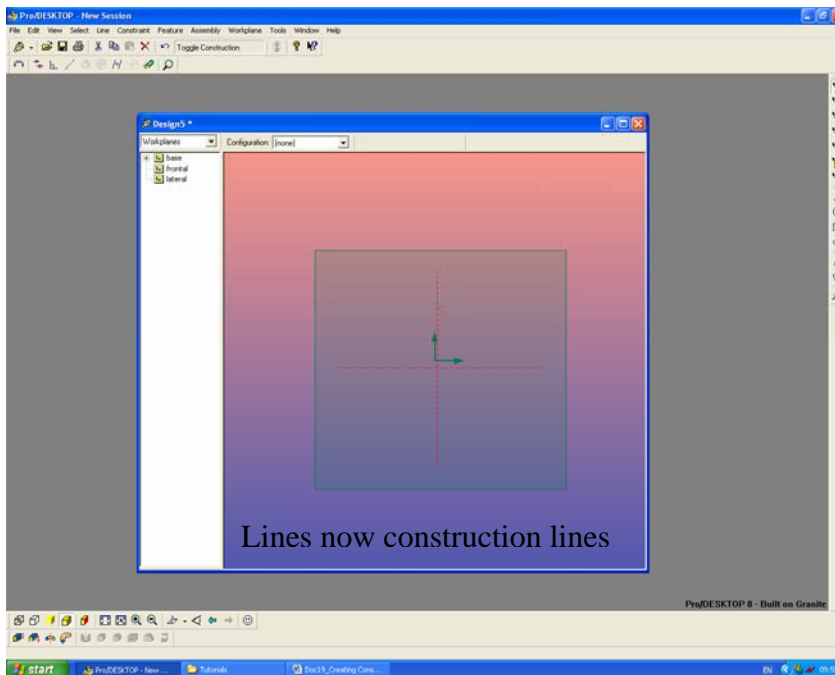 Pro/DESKTOP - New Session
File Edit View Select Line Constraint Feature Assembly Workplane Tools Window Help
Toggle Construction
Design5 *
Workplanes Configuration: (none)
base
frontal
lateral
Lines now construction lines
Pro/DESKTOP 8 - Built on Granite
start Pro/DESKTOP - New ... Tutorials Doc19_Creating Cons... EN